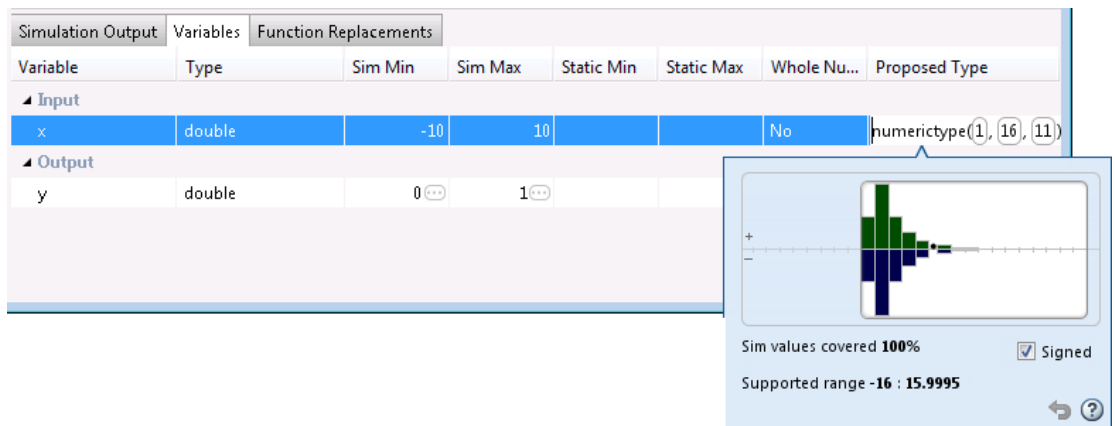 Simulation Output Variables Function Replacements
Variable Type Sim Min Sim Max Static Min Static Max Whole Nu... Proposed Type
Input
x double -10 10 No numerictype(1, 16, 11)
Output
y double 0 1
+
−
Sim values covered 100% Signed
Supported range -16 : 15.9995
?